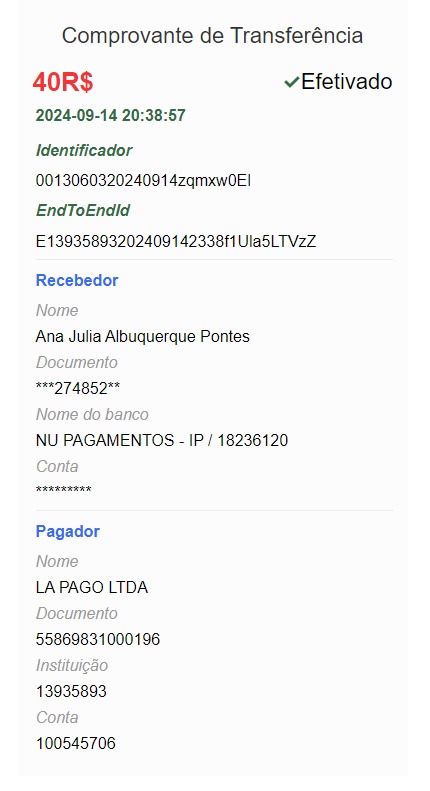 Comprovante de Transferência
40R$
Efetivado
2024-09-14 20:38:57
Identificador
0013060320240914zqmxw0El
EndToEndId
E13935893202409142338f1Ula5LTVzZ
Recebedor
Nome
Ana Julia Albuquerque Pontes
Documento
***274852**
Nome do banco
NU PAGAMENTOS - IP / 18236120
Conta
*********
Pagador
Nome
LA PAGO LTDA
Documento
55869831000196
Instituição
13935893
Conta
100545706